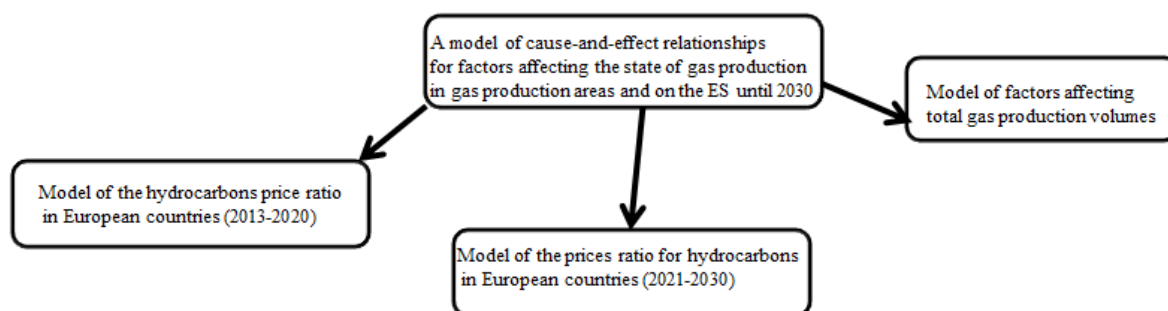 A model of cause-and-effect relationships
for factors affecting the state of gas production
in gas production areas and on the ES until 2030
Model of factors affecting
total gas production volumes
Model of the hydrocarbons price ratio
in European countries (2013-2020)
Model of the prices ratio for hydrocarbons
in European countries (2021-2030)